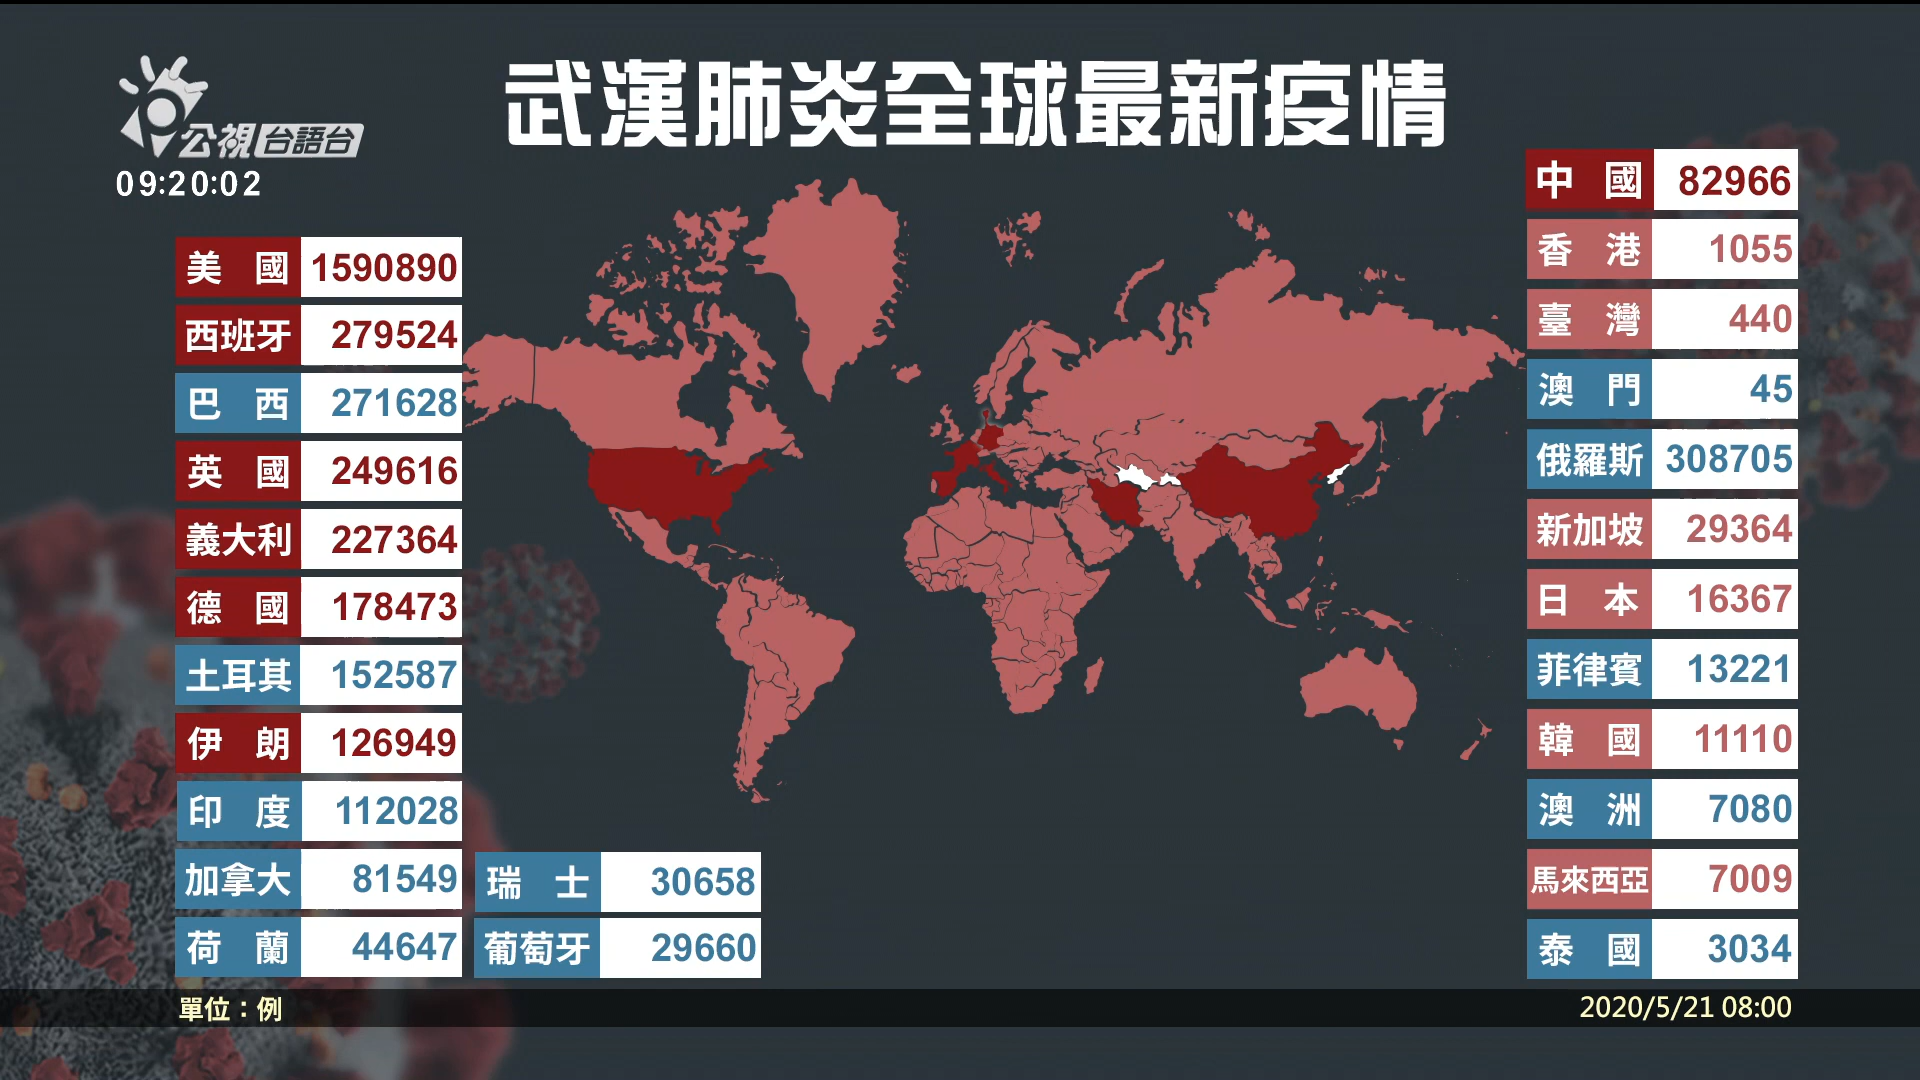 武漢肺炎全球最新疫情
公視台語台
09:20:02
美國 1590890
西班牙 279524
巴西 271628
英國 249616
義大利 227364
德國 178473
土耳其 152587
伊朗 126949
印度 112028
加拿大 81549
荷蘭 44647
瑞士 30658
葡萄牙 29660
中國 82966
香港 1055
臺灣 440
澳門 45
俄羅斯 308705
新加坡 29364
日本 16367
菲律賓 13221
韓國 11110
澳洲 7080
馬來西亞 7009
泰國 3034
單位：例
2020/5/21 08:00